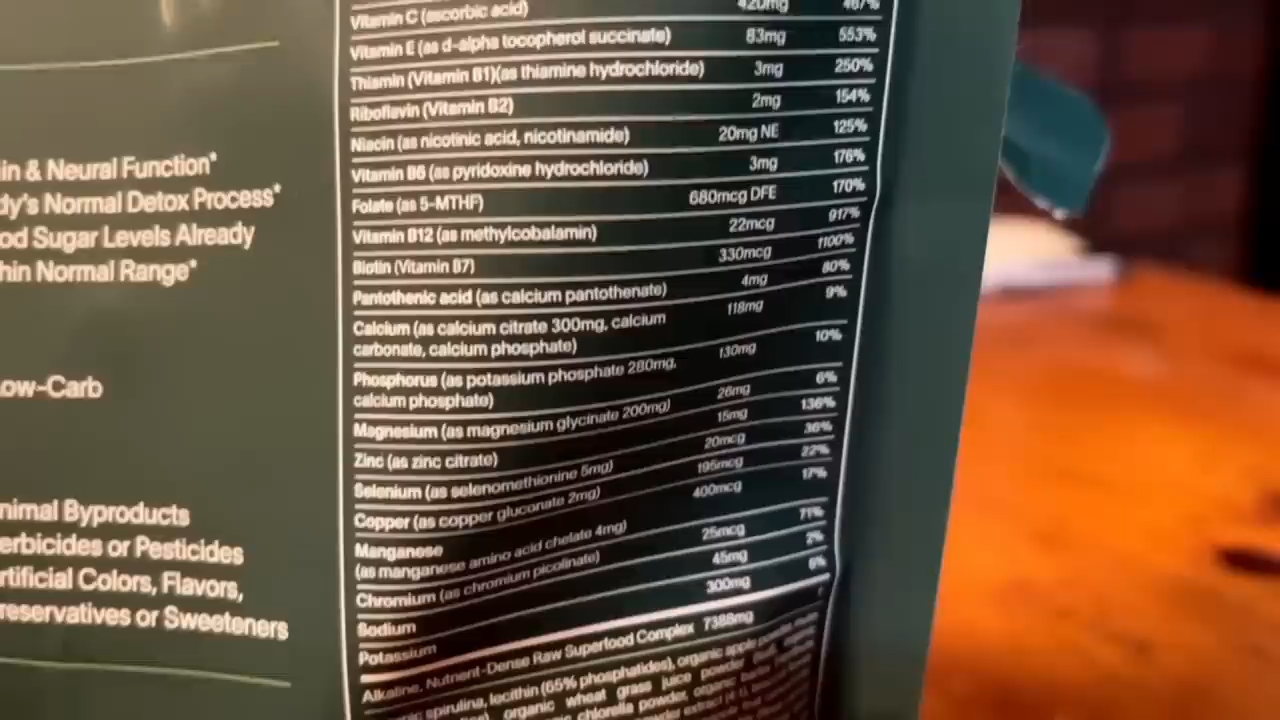 in & Neural Function*
dy's Normal Detox Process*
od Sugar Levels Already
hin Normal Range*
ow-Carb
nimal Byproducts
erbicides or Pesticides
rtificial Colors, Flavors,
reservatives or Sweeteners
Vitamin C (ascorbic acid) 420mg 467%
Vitamin E (as d-alpha tocopherol succinate) 83mg 553%
Thiamin (Vitamin B1)(as thiamine hydrochloride) 3mg 250%
Riboflavin (Vitamin B2) 2mg 154%
Niacin (as nicotinic acid, nicotinamide) 20mg NE 125%
Vitamin B6 (as pyridoxine hydrochloride) 3mg 176%
Folate (as 5-MTHF) 680mcg DFE 170%
Vitamin B12 (as methylcobalamin) 22mcg 917%
Biotin (Vitamin B7) 330mcg 1100%
Pantothenic acid (as calcium pantothenate) 4mg 80%
Calcium (as calcium citrate 300mg, calcium 118mg 9%
carbonate, calcium phosphate)
Phosphorus (as potassium phosphate 280mg, 130mg 10%
calcium phosphate)
Magnesium (as magnesium glycinate 200mg) 26mg 6%
Zinc (as zinc citrate) 15mg 136%
Selenium (as selenomethionine 5mg) 20mcg 36%
Copper (as copper gluconate 2mg) 195mcg 22%
Manganese 400mcg 17%
(as manganese amino acid chelate 4mg)
Chromium (as chromium picolinate) 25mcg 71%
Sodium 45mg 2%
Potassium 300mg 6%
Alkaline, Nutrient-Dense Raw Superfood Complex 7388mg
spirulina, lecithin (65% phosphatides), organic apple powder
organic wheat grass juice powder
chlorella powder, organic
powder extract